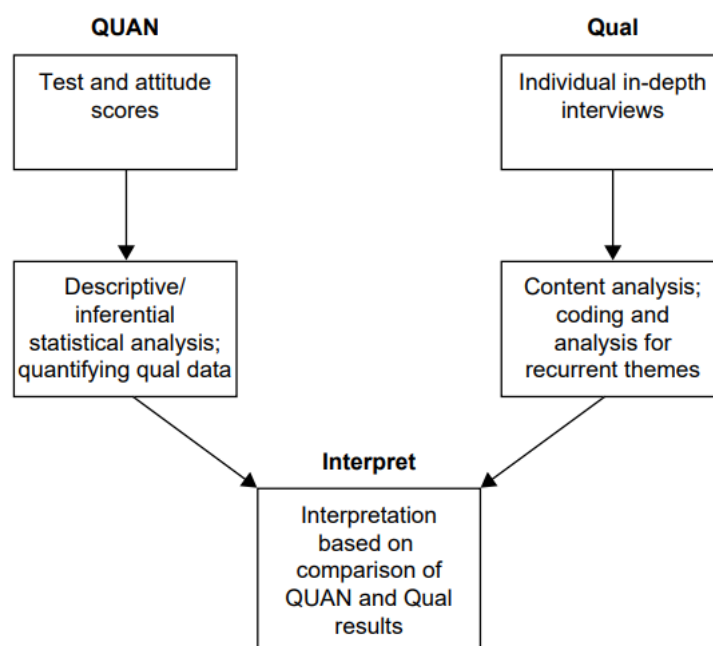 QUAN
Test and attitude
scores
Descriptive/
inferential
statistical analysis;
quantifying qual data
Qual
Individual in-depth
interviews
Content analysis;
coding and
analysis for
recurrent themes
Interpret
Interpretation
based on
comparison of
QUAN and Qual
results